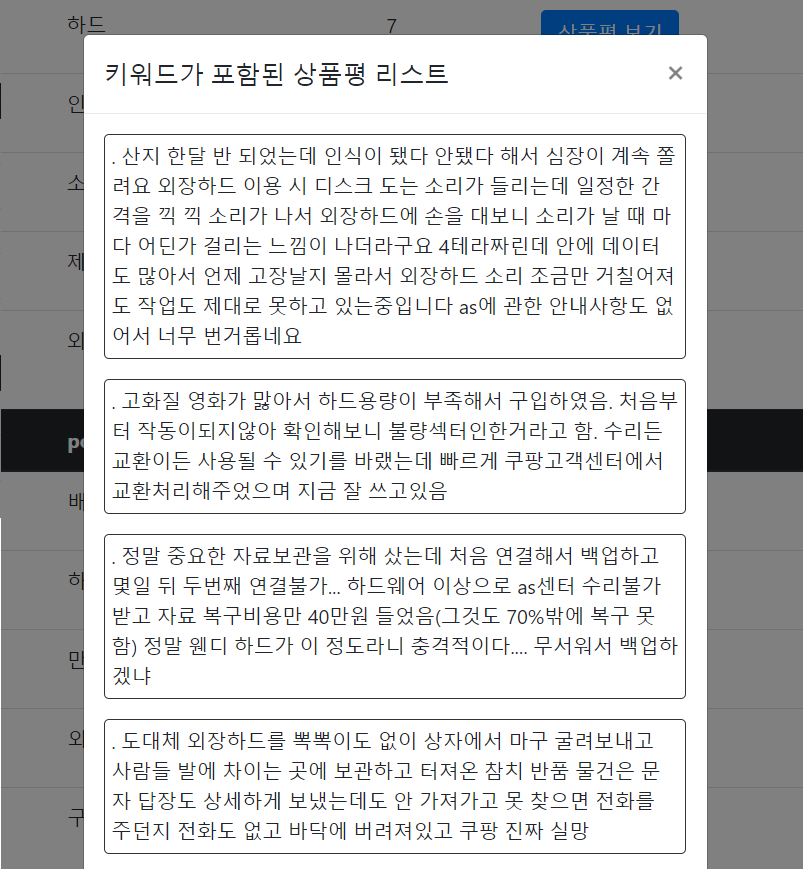 하드 7 상품평 보기
키워드가 포함된 상품평 리스트 ×
. 산지 한달 반 되었는데 인식이 됐다 안됐다 해서 심장이 계속 쫄
려요 외장하드 이용 시 디스크 도는 소리가 들리는데 일정한 간
격을 끽 끽 소리가 나서 외장하드에 손을 대보니 소리가 날 때 마
다 어딘가 걸리는 느낌이 나더라구요 4테라짜린데 안에 데이터
도 많아서 언제 고장날지 몰라서 외장하드 소리 조금만 거칠어져
도 작업도 제대로 못하고 있는중입니다 as에 관한 안내사항도 없
어서 너무 번거롭네요
. 고화질 영화가 많아서 하드용량이 부족해서 구입하였음. 처음부
터 작동이되지않아 확인해보니 불량섹터인한거라고 함. 수리든
교환이든 사용될 수 있기를 바랬는데 빠르게 쿠팡고객센터에서
교환처리해주었으며 지금 잘 쓰고있음
. 정말 중요한 자료보관을 위해 샀는데 처음 연결해서 백업하고
몇일 뒤 두번째 연결불가... 하드웨어 이상으로 as센터 수리불가
받고 자료 복구비용만 40만원 들었음(그것도 70%밖에 복구 못
함) 정말 웬디 하드가 이 정도라니 충격적이다.... 무서워서 백업하
겠냐
. 도대체 외장하드를 뽁뽁이도 없이 상자에서 마구 굴려보내고
사람들 발에 차이는 곳에 보관하고 터져온 참치 반품 물건은 문
자 답장도 상세하게 보냈는데도 안 가져가고 못 찾으면 전화를
주던지 전화도 없고 바닥에 버려져있고 쿠팡 진짜 실망
인
소
제
외
배
하
만
외
구